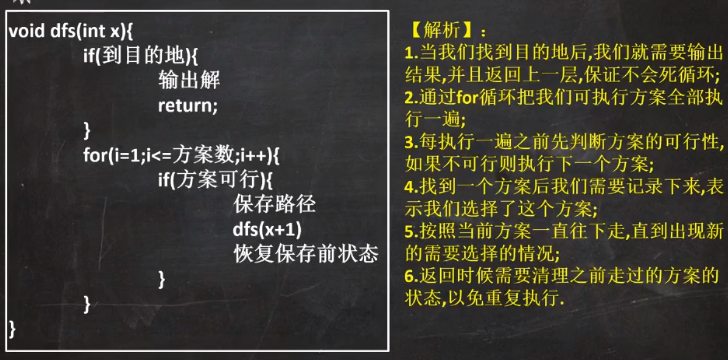 void dfs(int x){
if(到目的地){
输出解
return;
}
for(i=1;i<=方案数;i++){
if(方案可行){
保存路径
dfs(x+1)
恢复保存前状态
}
}
}
【解析】:
1.当我们找到目的地后,我们就需要输出
结果,并且返回上一层,保证不会死循环;
2.通过for循环把我们可执行方案全部执
行一遍;
3.每执行一遍之前先判断方案的可行性,
如果不可行则执行下一个方案;
4.找到一个方案后我们需要记录下来,表
示我们选择了这个方案;
5.按照当前方案一直往下走,直到出现新
的需要选择的情况;
6.返回时候需要清理之前走过的方案的
状态,以免重复执行.